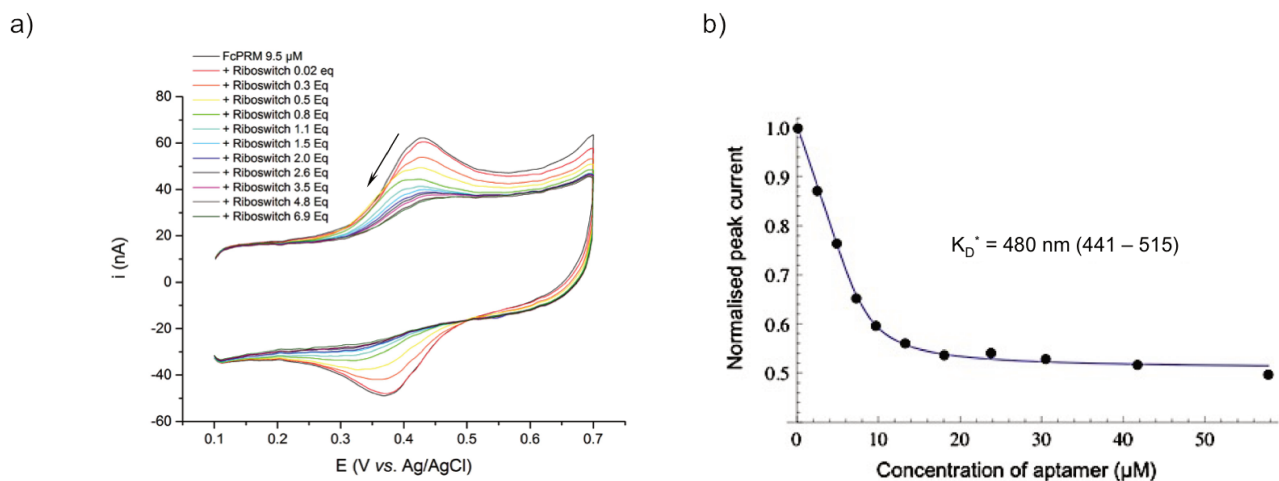 a)
FcPRM 9.5 µM
+ Riboswitch 0.02 eq
+ Riboswitch 0.3 Eq
+ Riboswitch 0.5 Eq
+ Riboswitch 0.8 Eq
+ Riboswitch 1.1 Eq
+ Riboswitch 1.5 Eq
+ Riboswitch 2.0 Eq
+ Riboswitch 2.6 Eq
+ Riboswitch 3.5 Eq
+ Riboswitch 4.8 Eq
+ Riboswitch 6.9 Eq
80
60
40
20
0
-20
-40
-60
i (nA)
0.1 0.2 0.3 0.4 0.5 0.6 0.7
E (V vs. Ag/AgCl)
b)
1.0
0.9
0.8
0.7
0.6
0.5
Normalised peak current
K_D* = 480 nm (441 – 515)
0 10 20 30 40 50
Concentration of aptamer (µM)